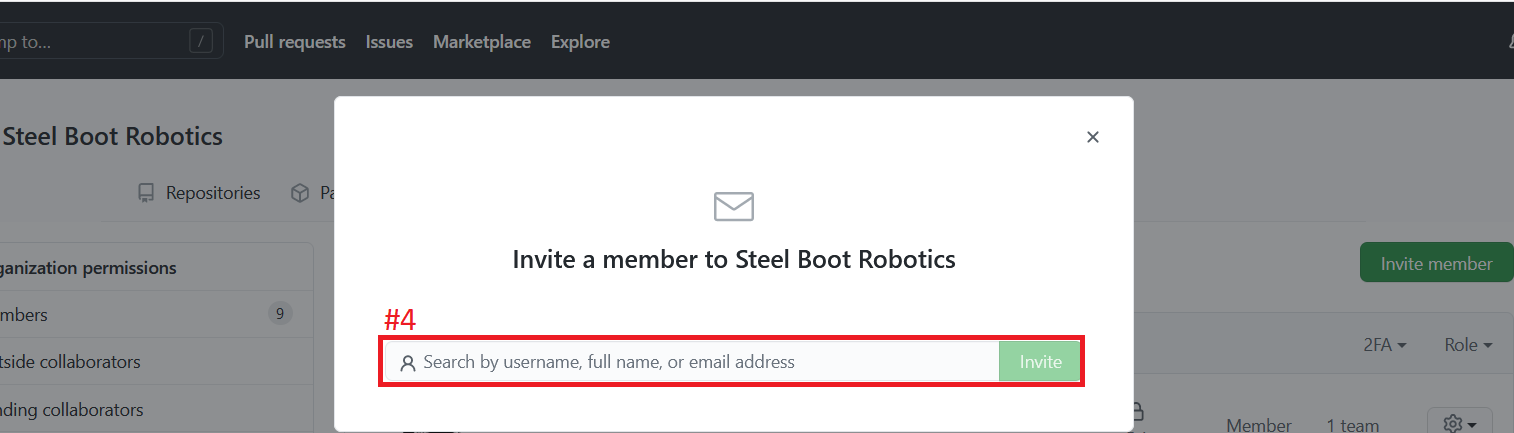 mp to... /
Pull requests Issues Marketplace Explore
Steel Boot Robotics
Repositories Pa
Invite a member to Steel Boot Robotics
ganization permissions
Invite member
#4
mbers 9
2FA Role
tside collaborators
Search by username, full name, or email address Invite
nding collaborators
Member 1 team